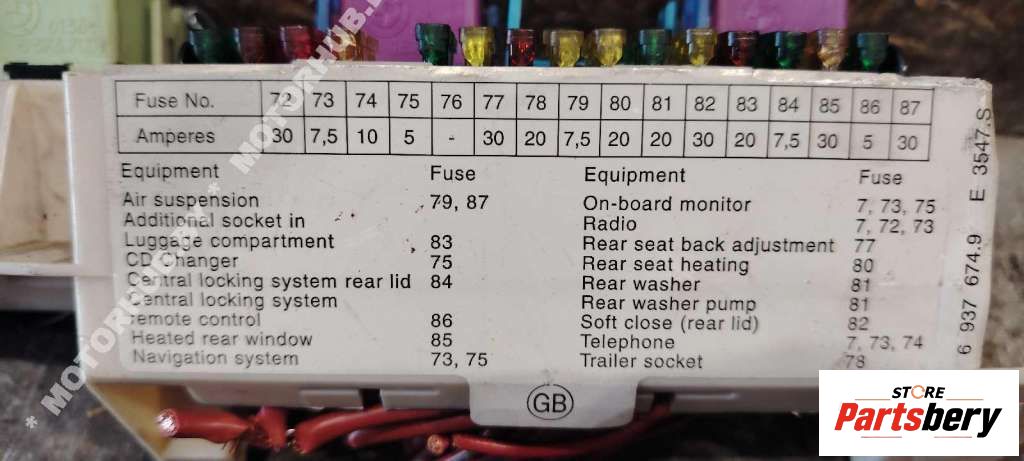 Fuse No. 72 73 74 75 76 77 78 79 80 81 82 83 84 85 86 87
Amperes 30 7,5 10 5 - 30 20 7,5 20 20 30 20 7,5 30 5 30
Equipment Fuse
Air suspension 79, 87
Additional socket in
Luggage compartment 83
CD Changer 75
Central locking system rear lid 84
Central locking system
remote control 86
Heated rear window 85
Navigation system 73, 75
Equipment Fuse
On-board monitor 7, 73, 75
Radio 7, 72, 73
Rear seat back adjustment 77
Rear seat heating 80
Rear washer 81
Rear washer pump 81
Soft close (rear lid) 82
Telephone 7, 73, 74
Trailer socket 78
6 937 674.9 E 3547.S
GB
* MOTORHUB. * MOTORHUB.
STORE
Partsbery